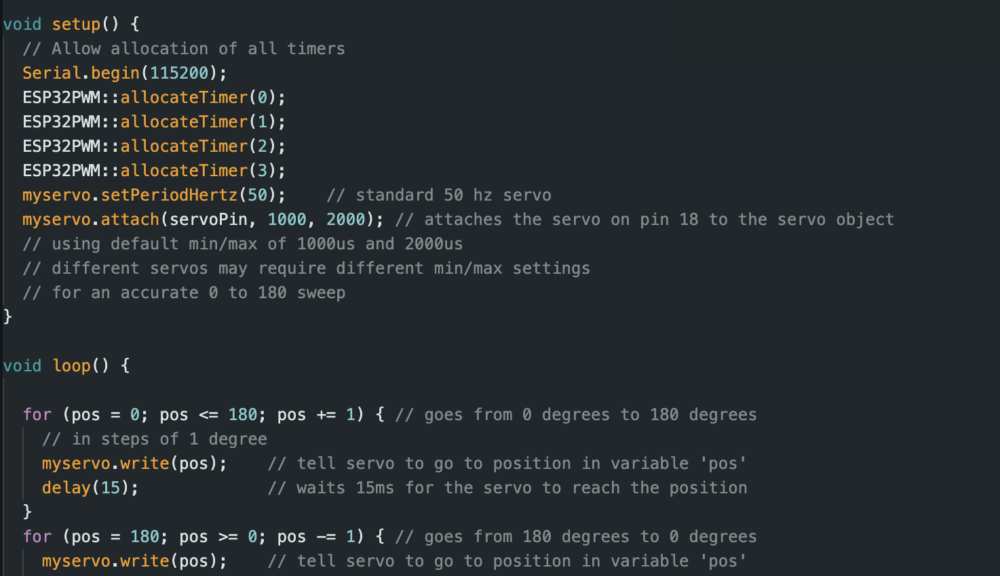 void setup() {
  // Allow allocation of all timers
  Serial.begin(115200);
  ESP32PWM::allocateTimer(0);
  ESP32PWM::allocateTimer(1);
  ESP32PWM::allocateTimer(2);
  ESP32PWM::allocateTimer(3);
  myservo.setPeriodHertz(50);    // standard 50 hz servo
  myservo.attach(servoPin, 1000, 2000); // attaches the servo on pin 18 to the servo object
  // using default min/max of 1000us and 2000us
  // different servos may require different min/max settings
  // for an accurate 0 to 180 sweep
}

void loop() {

  for (pos = 0; pos <= 180; pos += 1) { // goes from 0 degrees to 180 degrees
    // in steps of 1 degree
    myservo.write(pos);    // tell servo to go to position in variable 'pos'
    delay(15);             // waits 15ms for the servo to reach the position
  }
  for (pos = 180; pos >= 0; pos -= 1) { // goes from 180 degrees to 0 degrees
    myservo.write(pos);    // tell servo to go to position in variable 'pos'